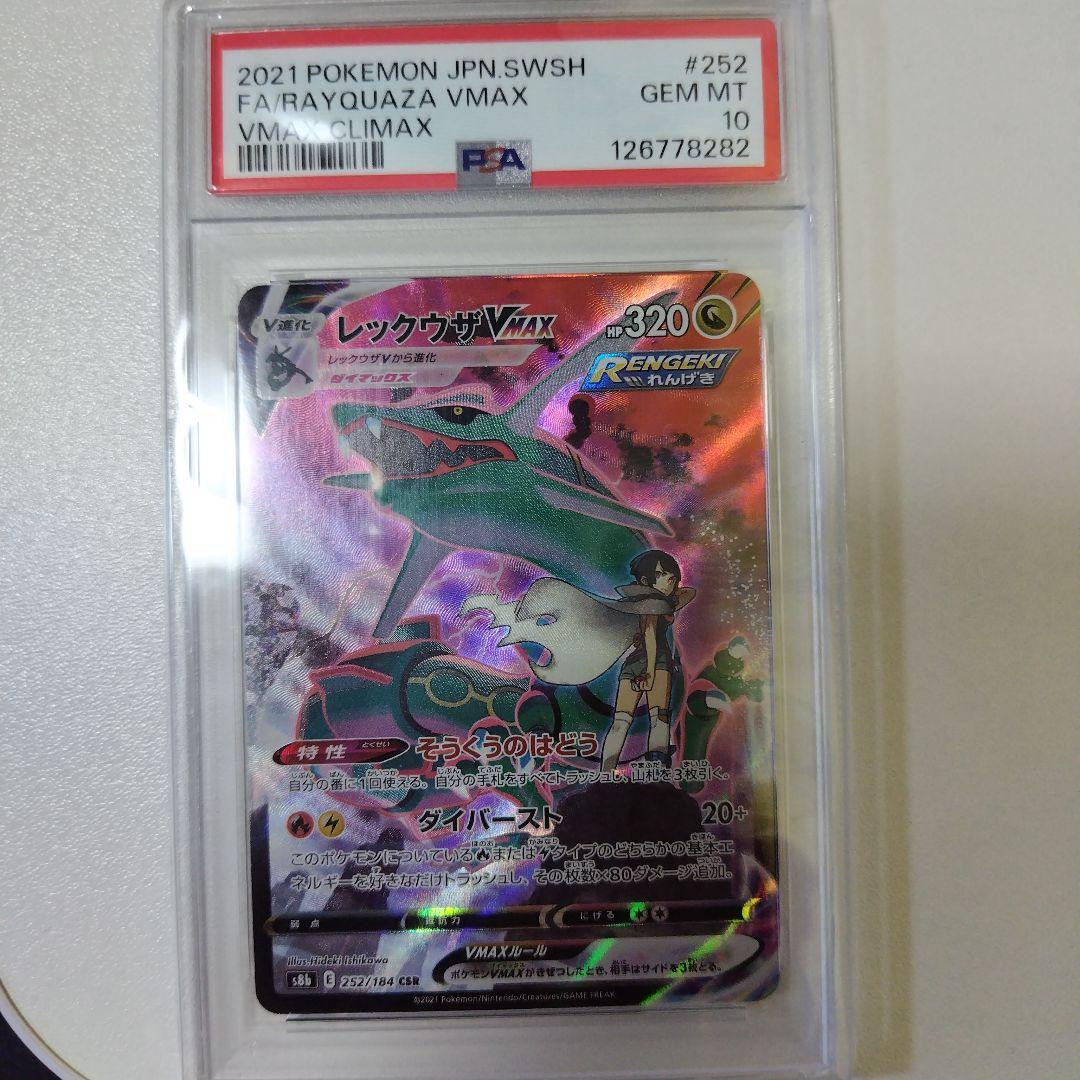 2021 POKEMON JPN.SWSH #252
FA/RAYQUAZA VMAX GEM MT
VMAX CLIMAX 10
PSA 126778282
V進化 レックウザVMAX HP320
レックウザVから進化
ダイマックス
RENGEKI
れんげき
特性 とくせい そうくうのはどう
自分の番に1回使える。自分の手札をすべてトラッシュし、山札を3枚引く。
ダイバースト 20+
このポケモンについているまたはタイプのどちらかの基本エ
ネルギーを好きなだけトラッシュし、その枚数×80ダメージ追加。
弱点 抵抗力 にげる
Illus.Hideki Ishikawa
VMAXルール
s8b E 252/184 CSR
ポケモンVMAXがきぜつしたとき、相手はサイドを3枚とる。
©2021 Pokémon/Nintendo/Creatures/GAME FREAK